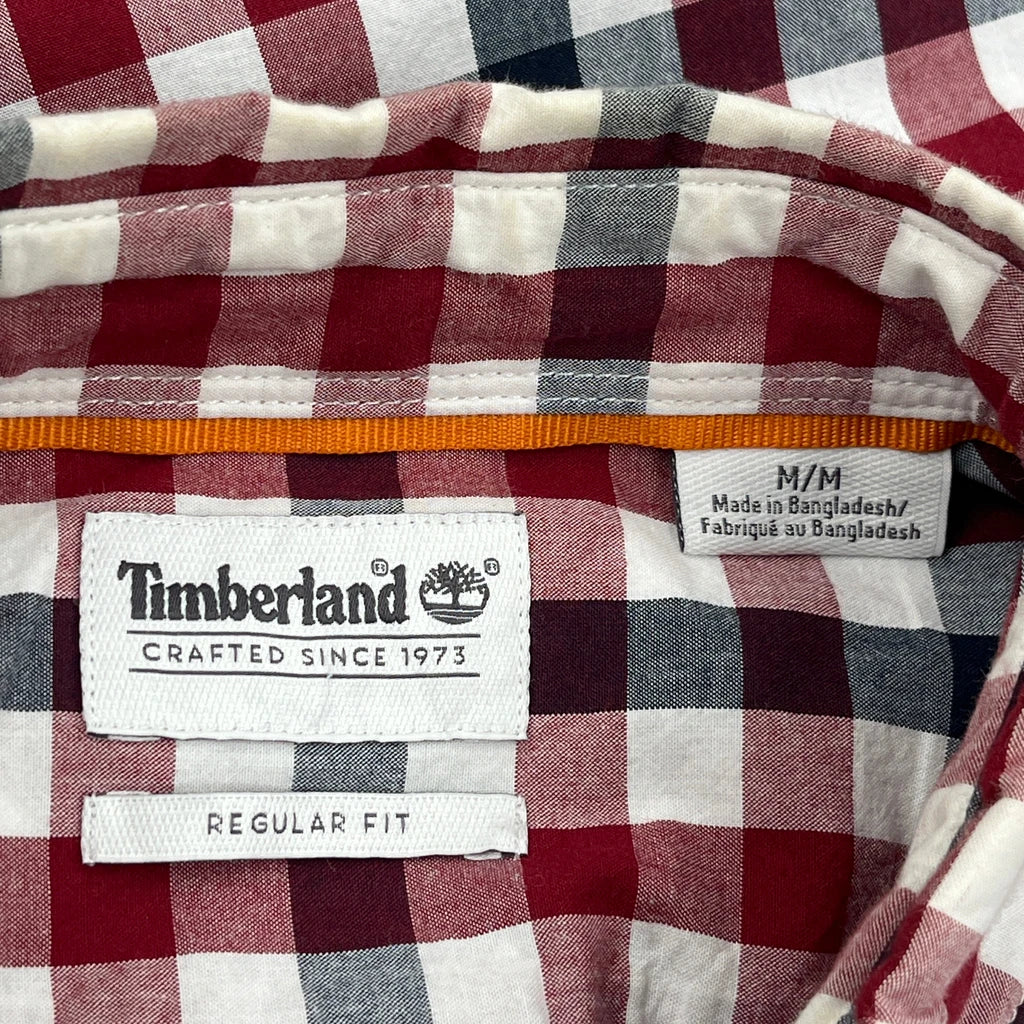 M/M
Made in Bangladesh/
Fabriqué au Bangladesh
Timberland® ®
CRAFTED SINCE 1973
REGULAR FIT